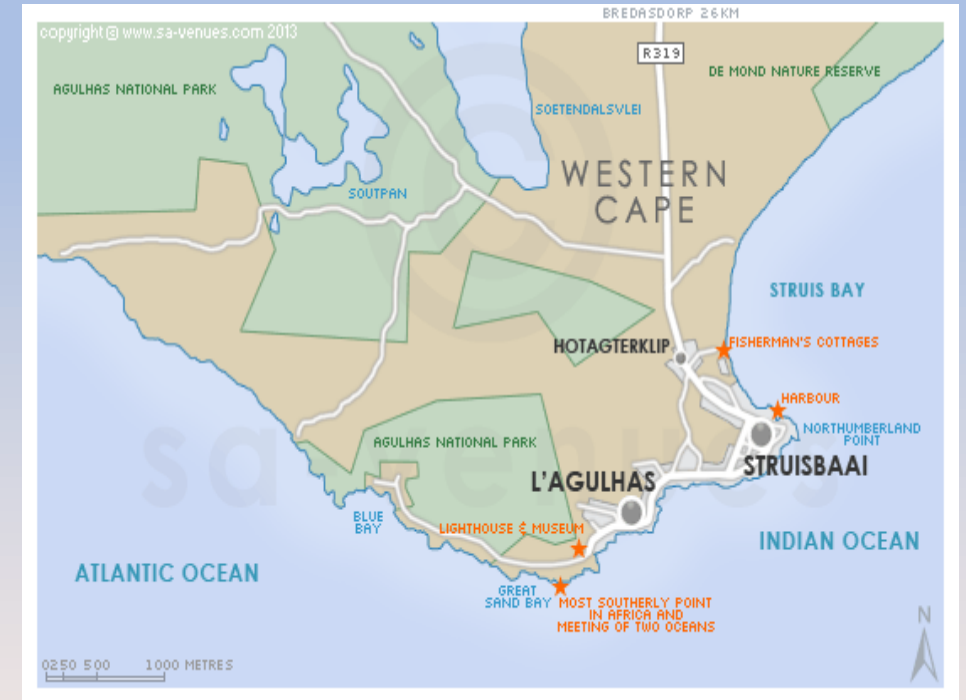 BREDASDORP 26KM
copyright © www.sa-venues.com 2013
R319
DE MOND NATURE RESERVE
AGULHAS NATIONAL PARK
SOETENDALSVLEI
WESTERN
CAPE
SOUTPAN
STRUIS BAY
HOTAGTERKLIP
FISHERMAN'S COTTAGES
HARBOUR
NORTHUMBERLAND
POINT
AGULHAS NATIONAL PARK
sa-venues
STRUISBAAI
L'AGULHAS
BLUE
BAY
LIGHTHOUSE & MUSEUM
INDIAN OCEAN
ATLANTIC OCEAN
GREAT
SAND BAY
MOST SOUTHERLY POINT
IN AFRICA AND
MEETING OF TWO OCEANS
N
0250 500 1000 METRES